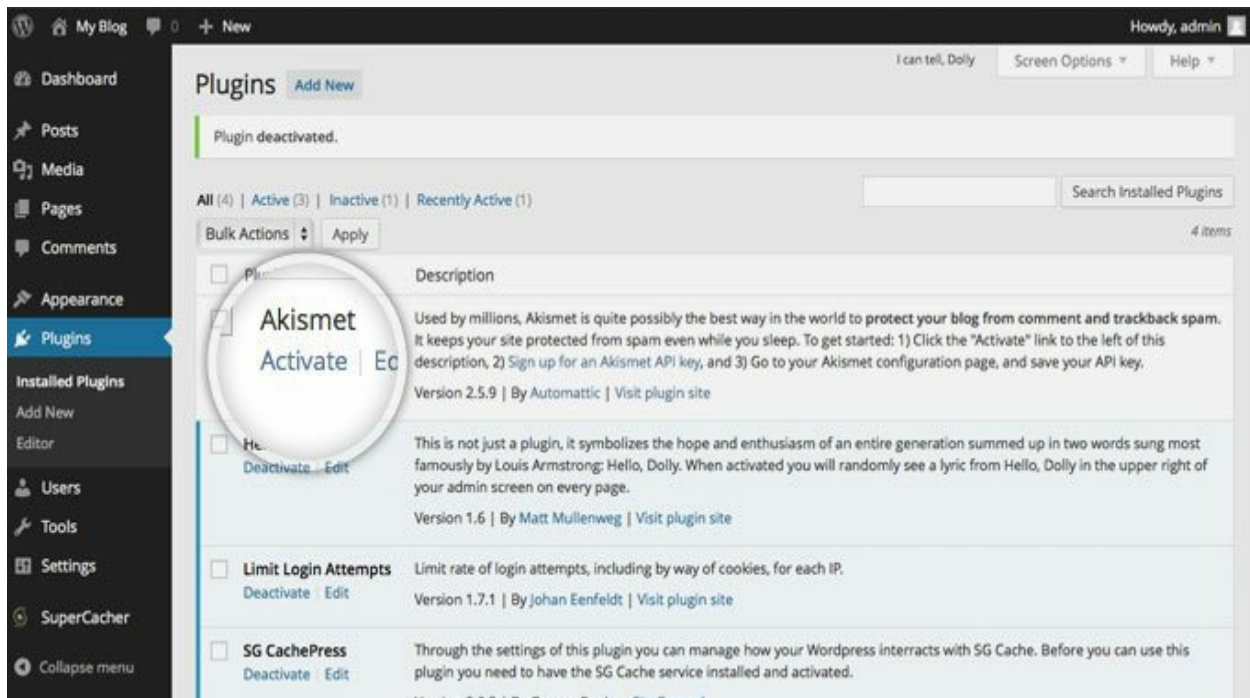 My Blog 0 + New Howdy, admin
Dashboard
Posts
Media
Pages
Comments
Appearance
Plugins
Installed Plugins
Add New
Editor
Users
Tools
Settings
SuperCacher
Collapse menu
I can tell, Dolly Screen Options Help
Plugins Add New
Plugin deactivated.
All (4) | Active (3) | Inactive (1) | Recently Active (1)
Search Installed Plugins
Bulk Actions Apply
4 items
Description
Akismet
Activate |
Used by millions, Akismet is quite possibly the best way in the world to protect your blog from comment and trackback spam.
It keeps your site protected from spam even while you sleep. To get started: 1) Click the "Activate" link to the left of this
description, 2) Sign up for an Akismet API key, and 3) Go to your Akismet configuration page, and save your API key.
Version 2.5.9 | By Automattic | Visit plugin site
Deactivate | Edit
This is not just a plugin, it symbolizes the hope and enthusiasm of an entire generation summed up in two words sung most
famously by Louis Armstrong: Hello, Dolly. When activated you will randomly see a lyric from Hello, Dolly in the upper right of
your admin screen on every page.
Version 1.6 | By Matt Mullenweg | Visit plugin site
Limit Login Attempts
Deactivate | Edit
Limit rate of login attempts, including by way of cookies, for each IP.
Version 1.7.1 | By Johan Eenfeldt | Visit plugin site
SG CachePress
Deactivate | Edit
Through the settings of this plugin you can manage how your Wordpress interracts with SG Cache. Before you can use this
plugin you need to have the SG Cache service installed and activated.